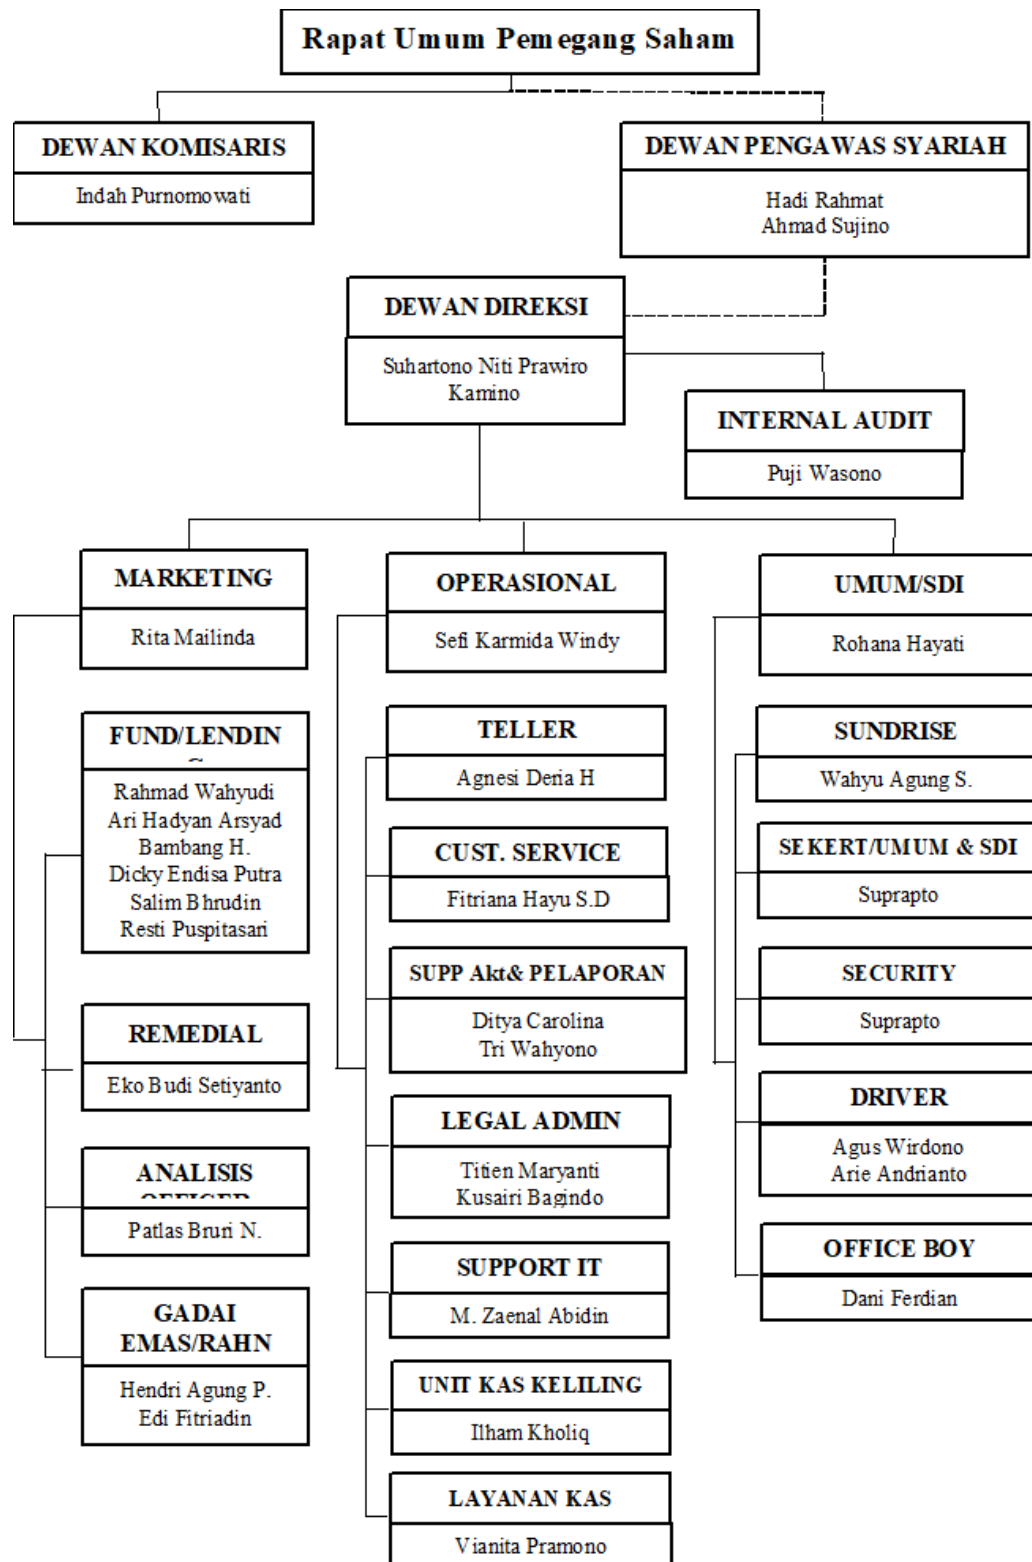 Rapat Umum Pemegang Saham
DEWAN KOMISARIS
Indah Purnomowati
DEWAN PENGAWAS SYARIAH
Hadi Rahmat
Ahmad Sujino
DEWAN DIREKSI
Suhartono Niti Prawiro
Kamino
INTERNAL AUDIT
Puji Wasono
MARKETING
Rita Mailinda
FUND/LENDIN
Rahmad Wahyudi
Ari Hadyan Arsyad
Bambang H.
Dicky Endisa Putra
Salim Bhrudin
Resti Puspitasari
REMEDIAL
Eko Budi Setiyanto
ANALISIS
OFFICER
Patlas Bruri N.
GADAI
EMAS/RAHN
Hendri Agung P.
Edi Fitriadin
OPERASIONAL
Sefi Karmida Windy
TELLER
Agnesi Deria H
CUST. SERVICE
Fitriana Hayu S.D
SUPP Akt& PELAPORAN
Ditya Carolina
Tri Wahyono
LEGAL ADMIN
Titien Maryanti
Kusairi Bagindo
SUPPORT IT
M. Zaenal Abidin
UNIT KAS KELILING
Ilham Kholiq
LAYANAN KAS
Vianita Pramono
UMUM/SDI
Rohana Hayati
SUNDRISE
Wahyu Agung S.
SEKERT/UMUM & SDI
Suprapto
SECURITY
Suprapto
DRIVER
Agus Wirdono
Arie Andrianto
OFFICE BOY
Dani Ferdian